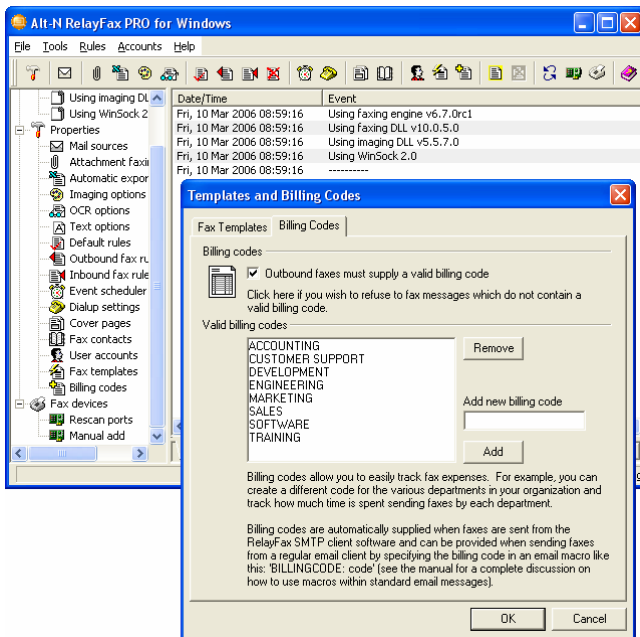 Alt-N RelayFax PRO for Windows
File Tools Rules Accounts Help
Using imaging DL
Using WinSock 2
Properties
Mail sources
Attachment faxi
Automatic expor
Imaging options
OCR options
Text options
Default rules
Outbound fax ru
Inbound fax rule
Event scheduler
Dialup settings
Cover pages
Fax contacts
User accounts
Fax templates
Billing codes
Fax devices
Rescan ports
Manual add
Date/Time Event
Fri, 10 Mar 2006 08:59:16 Using faxing engine v6.7.0rc1
Fri, 10 Mar 2006 08:59:16 Using faxing DLL v10.0.5.0
Fri, 10 Mar 2006 08:59:16 Using imaging DLL v5.5.7.0
Fri, 10 Mar 2006 08:59:16 Using WinSock 2.0
Fri, 10 Mar 2006 08:59:16 ----------
Templates and Billing Codes
Fax Templates Billing Codes
Billing codes
Outbound faxes must supply a valid billing code
Click here if you wish to refuse to fax messages which do not contain a
valid billing code.
Valid billing codes
ACCOUNTING
CUSTOMER SUPPORT
DEVELOPMENT
ENGINEERING
MARKETING
SALES
SOFTWARE
TRAINING
Remove
Add new billing code
Add
Billing codes allow you to easily track fax expenses. For example, you can
create a different code for the various departments in your organization and
track how much time is spent sending faxes by each department.
Billing codes are automatically supplied when faxes are sent from the
RelayFax SMTP client software and can be provided when sending faxes
from a regular email client by specifying the billing code in an email macro like
this: 'BILLINGCODE: code' (see the manual for a complete discussion on
how to use macros within standard email messages).
OK Cancel